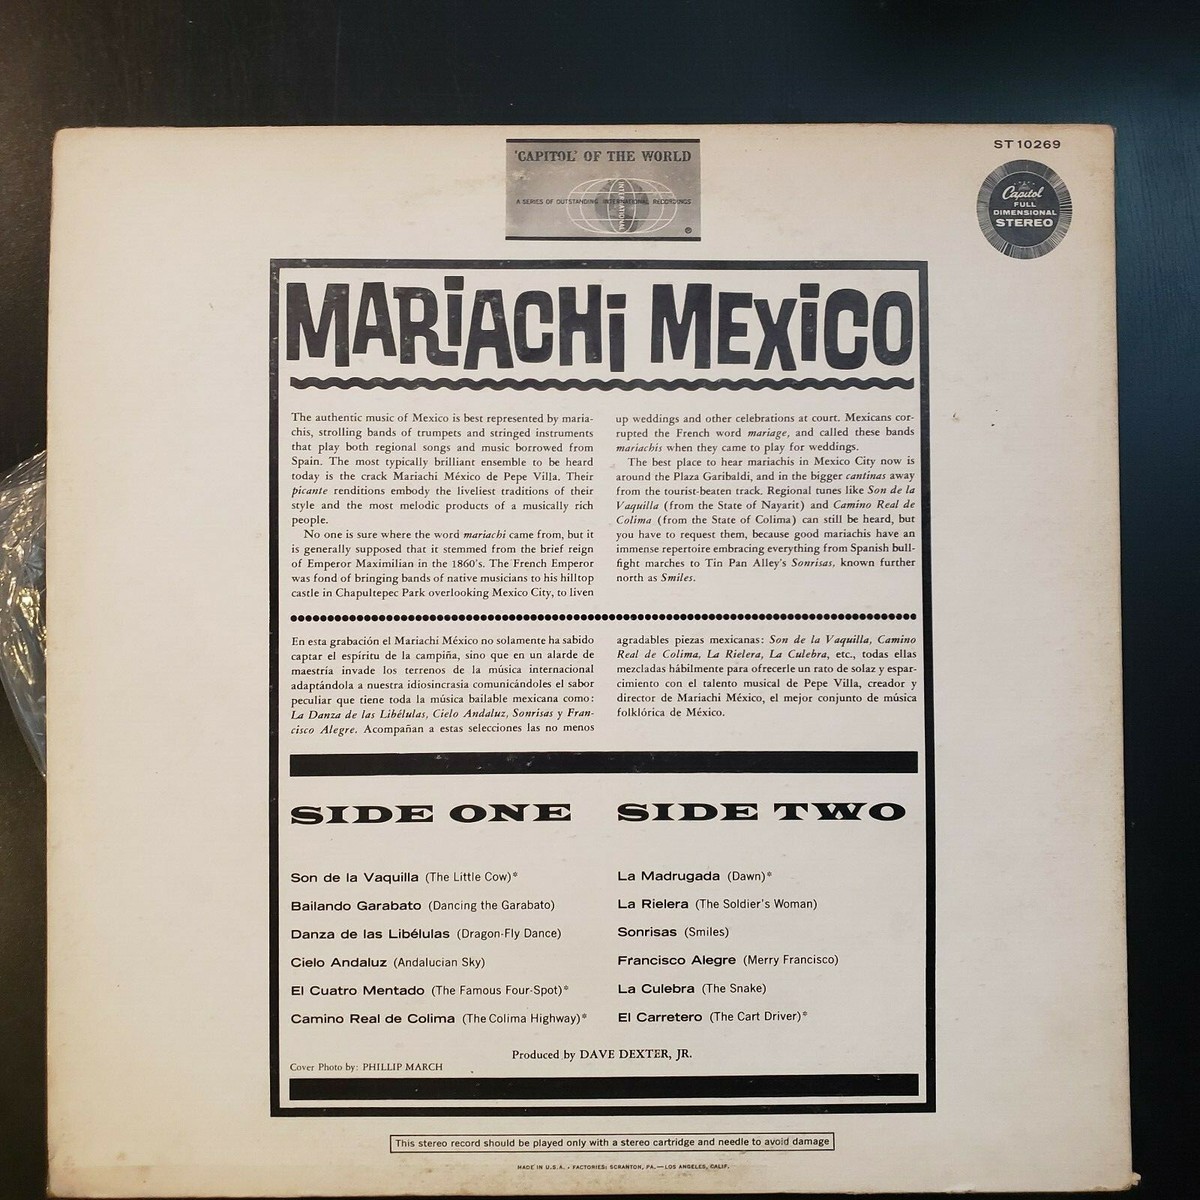 ST 10269
'CAPITOL' OF THE WORLD
A SERIES OF OUTSTANDING INTERNATIONAL RECORDINGS
INTERNATIONAL
®
Capitol
FULL
DIMENSIONAL
STEREO
MARiACHi MEXiCO
The authentic music of Mexico is best represented by maria-
chis, strolling bands of trumpets and stringed instruments
that play both regional songs and music borrowed from
Spain. The most typically brilliant ensemble to be heard
today is the crack Mariachi México de Pepe Villa. Their
picante renditions embody the liveliest traditions of their
style and the most melodic products of a musically rich
people.
No one is sure where the word mariachi came from, but it
is generally supposed that it stemmed from the brief reign
of Emperor Maximilian in the 1860's. The French Emperor
was fond of bringing bands of native musicians to his hilltop
castle in Chapultepec Park overlooking Mexico City, to liven
up weddings and other celebrations at court. Mexicans cor-
rupted the French word mariage, and called these bands
mariachis when they came to play for weddings.
The best place to hear mariachis in Mexico City now is
around the Plaza Garibaldi, and in the bigger cantinas away
from the tourist-beaten track. Regional tunes like Son de la
Vaquilla (from the State of Nayarit) and Camino Real de
Colima (from the State of Colima) can still be heard, but
you have to request them, because good mariachis have an
immense repertoire embracing everything from Spanish bull-
fight marches to Tin Pan Alley's Sonrisas, known further
north as Smiles.
En esta grabación el Mariachi México no solamente ha sabido
captar el espíritu de la campiña, sino que en un alarde de
maestría invade los terrenos de la música internacional
adaptándola a nuestra idiosincrasia comunicándoles el sabor
peculiar que tiene toda la música bailable mexicana como:
La Danza de las Libélulas, Cielo Andaluz, Sonrisas y Fran-
cisco Alegre. Acompañan a estas selecciones las no menos
agradables piezas mexicanas: Son de la Vaquilla, Camino
Real de Colima, La Rielera, La Culebra, etc., todas ellas
mezcladas hábilmente para ofrecerle un rato de solaz y espar-
cimiento con el talento musical de Pepe Villa, creador y
director de Mariachi México, el mejor conjunto de música
folklórica de México.
SIDE ONE
Son de la Vaquilla (The Little Cow)*
Bailando Garabato (Dancing the Garabato)
Danza de las Libélulas (Dragon-Fly Dance)
Cielo Andaluz (Andalucian Sky)
El Cuatro Mentado (The Famous Four-Spot)*
Camino Real de Colima (The Colima Highway)*
SIDE TWO
La Madrugada (Dawn)*
La Rielera (The Soldier's Woman)
Sonrisas (Smiles)
Francisco Alegre (Merry Francisco)
La Culebra (The Snake)
El Carretero (The Cart Driver)*
Produced by DAVE DEXTER, JR.
Cover Photo by: PHILLIP MARCH
This stereo record should be played only with a stereo cartridge and needle to avoid damage
MADE IN U.S.A. • FACTORIES: SCRANTON, PA.—LOS ANGELES, CALIF.